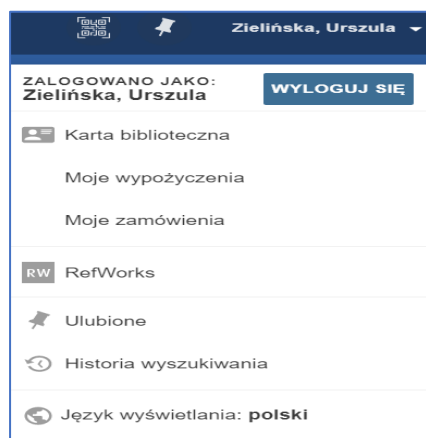 Zielińska, Urszula
ZALOGOWANO JAKO:
Zielińska, Urszula
WYLOGUJ SIĘ
Karta biblioteczna
Moje wypożyczenia
Moje zamówienia
RW RefWorks
Ulubione
Historia wyszukiwania
Język wyświetlania: polski